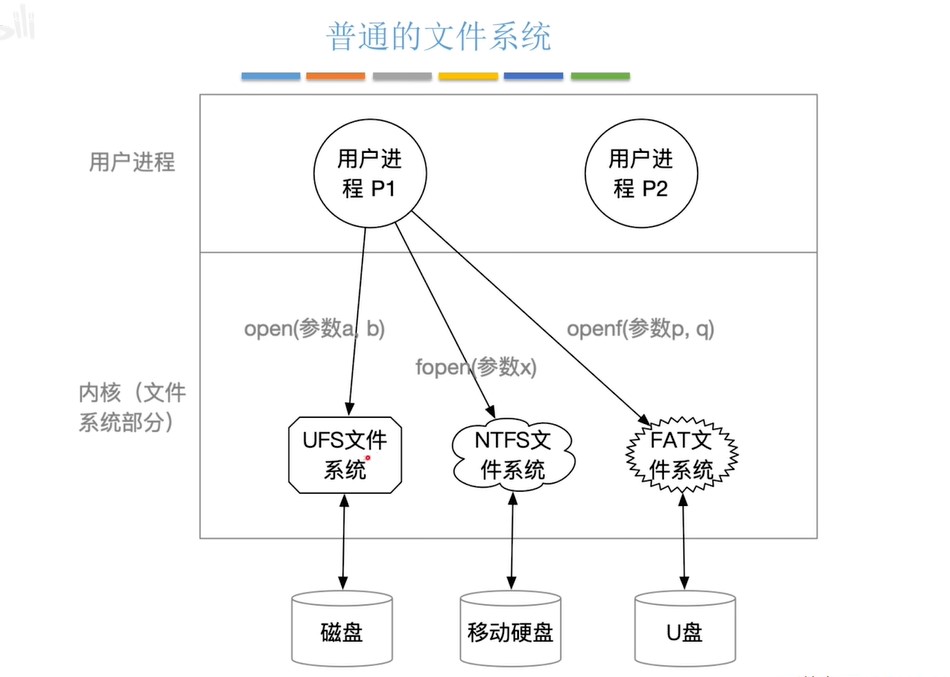 普通的文件系统
用户进程
用户进
程 P1
用户进
程 P2
open(参数a, b)
openf(参数p, q)
fopen(参数x)
内核（文件
系统部分）
UFS文件
系统
NTFS文
件系统
FAT文
件系统
磁盘
移动硬盘
U盘